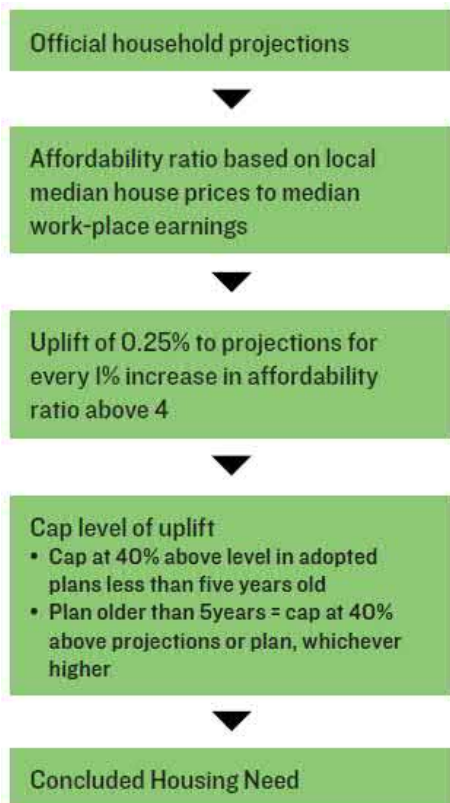 Official household projections
Affordability ratio based on local
median house prices to median
work-place earnings
Uplift of 0.25% to projections for
every 1% increase in affordability
ratio above 4
Cap level of uplift
• Cap at 40% above level in adopted
plans less than five years old
• Plan older than 5years = cap at 40%
above projections or plan, whichever
higher
Concluded Housing Need